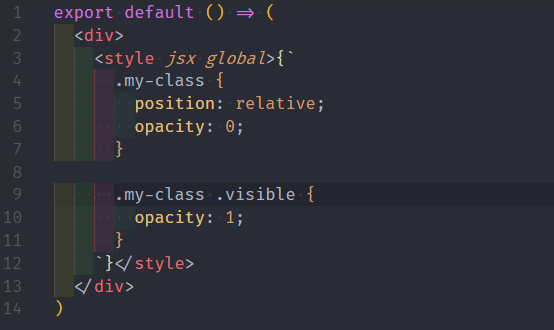 1 export default () => (
2   <div>
3     <style jsx global>{`
4       .my-class {
5         position: relative;
6         opacity: 0;
7       }
8
9       .my-class .visible {
10         opacity: 1;
11       }
12     `}</style>
13   </div>
14 )